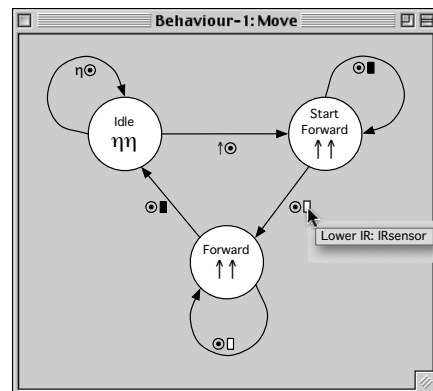 Behaviour-1: Move
η⊙
⊙■
Idle
ηη
Start
Forward
↑↑
↑⊙
⊙■
⊙▯
Lower IR: IRsensor
Forward
↑↑
⊙▯